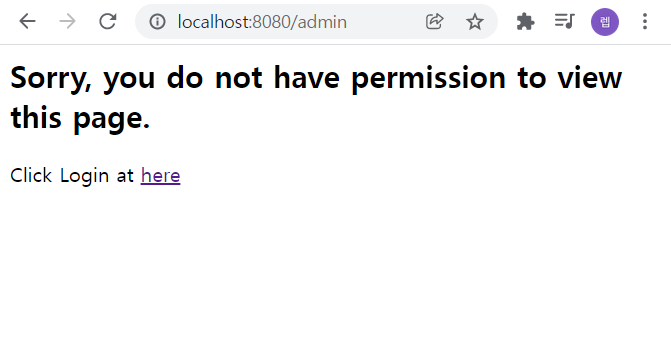 localhost:8080/admin
렙
Sorry, you do not have permission to view
this page.
Click Login at here